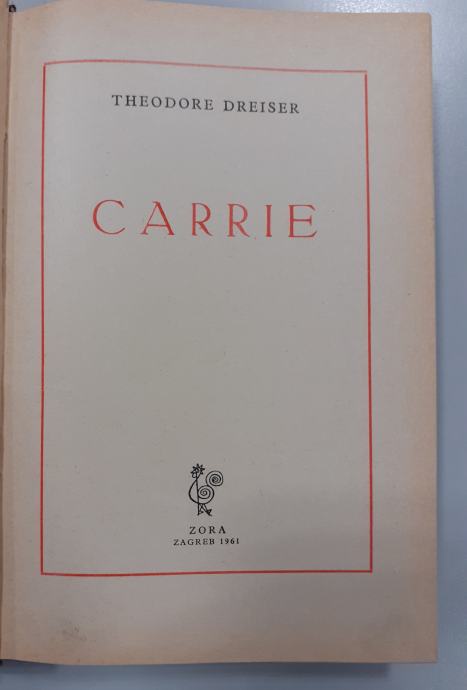 THEODORE DREISER
CARRIE
ZORA
ZAGREB 1961